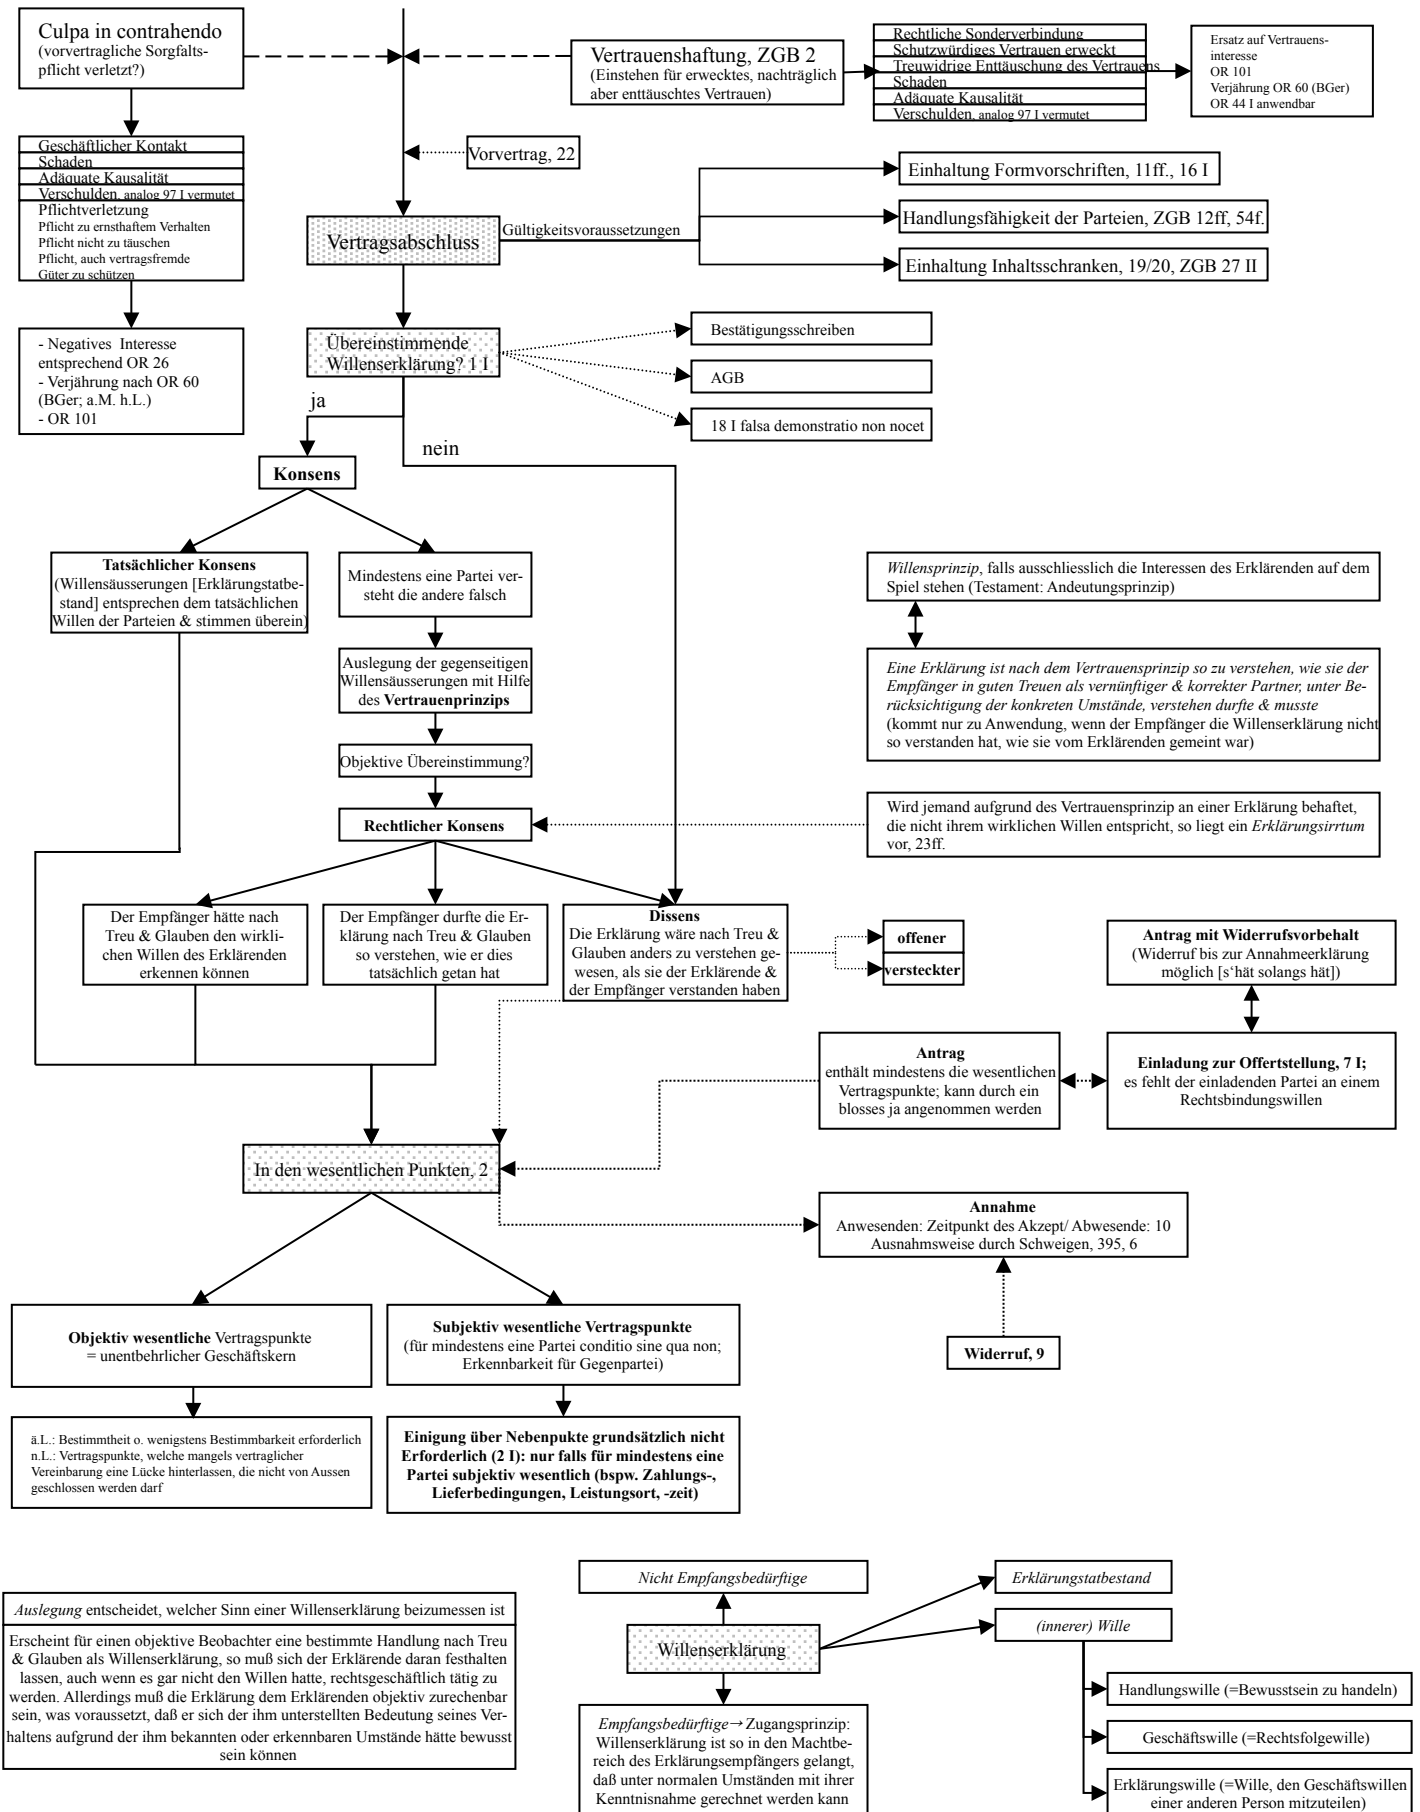 Culpa in contrahendo
(vorvertragliche Sorgfalts-
pflicht verletzt?)
Vertrauenshaftung, ZGB 2
(Einstehen für erwecktes, nachträglich
aber enttäuschtes Vertrauen)
Rechtliche Sonderverbindung
Schutzwürdiges Vertrauen erweckt
Treuwidrige Enttäuschung des Vertrauens
Schaden
Adäquate Kausalität
Verschulden, analog 97 I vermutet
Ersatz auf Vertrauens-
interesse
OR 101
Verjährung OR 60 (BGer)
OR 44 I anwendbar
Geschäftlicher Kontakt
Schaden
Adäquate Kausalität
Verschulden, analog 97 I vermutet
Pflichtverletzung
Pflicht zu ernsthaftem Verhalten
Pflicht nicht zu täuschen
Pflicht, auch vertragsfremde
Güter zu schützen
Vorvertrag, 22
Vertragsabschluss
Gültigkeitsvoraussetzungen
Einhaltung Formvorschriften, 11ff., 16 I
Handlungsfähigkeit der Parteien, ZGB 12ff, 54f.
Einhaltung Inhaltsschranken, 19/20, ZGB 27 II
- Negatives Interesse
entsprechend OR 26
- Verjährung nach OR 60
(BGer; a.M. h.L.)
- OR 101
Übereinstimmende
Willenserklärung? 1 I
Bestätigungsschreiben
AGB
18 I falsa demonstratio non nocet
ja
nein
Konsens
Tatsächlicher Konsens
(Willensäusserungen [Erklärungstatbe-
stand] entsprechen dem tatsächlichen
Willen der Parteien & stimmen überein)
Mindestens eine Partei ver-
steht die andere falsch
Auslegung der gegenseitigen
Willensäusserungen mit Hilfe
des Vertrauenprinzips
Objektive Übereinstimmung?
Rechtlicher Konsens
Willensprinzip, falls ausschliesslich die Interessen des Erklärenden auf dem
Spiel stehen (Testament: Andeutungsprinzip)
Eine Erklärung ist nach dem Vertrauensprinzip so zu verstehen, wie sie der
Empfänger in guten Treuen als vernünftiger & korrekter Partner, unter Be-
rücksichtigung der konkreten Umstände, verstehen durfte & musste
(kommt nur zu Anwendung, wenn der Empfänger die Willenserklärung nicht
so verstanden hat, wie sie vom Erklärenden gemeint war)
Wird jemand aufgrund des Vertrauensprinzip an einer Erklärung behaftet,
die nicht ihrem wirklichen Willen entspricht, so liegt ein Erklärungsirrtum
vor, 23ff.
Der Empfänger hätte nach
Treu & Glauben den wirkli-
chen Willen des Erklärenden
erkennen können
Der Empfänger durfte die Er-
klärung nach Treu & Glauben
so verstehen, wie er dies
tatsächlich getan hat
Dissens
Die Erklärung wäre nach Treu &
Glauben anders zu verstehen ge-
wesen, als sie der Erklärende &
der Empfänger verstanden haben
offener
versteckter
Antrag mit Widerrufsvorbehalt
(Widerruf bis zur Annahmeerklärung
möglich [s‘hät solangs hät])
Antrag
enthält mindestens die wesentlichen
Vertragspunkte; kann durch ein
blosses ja angenommen werden
Einladung zur Offertstellung, 7 I;
es fehlt der einladenden Partei an einem
Rechtsbindungswillen
In den wesentlichen Punkten, 2
Annahme
Anwesenden: Zeitpunkt des Akzept/ Abwesende: 10
Ausnahmsweise durch Schweigen, 395, 6
Widerruf, 9
Objektiv wesentliche Vertragspunkte
= unentbehrlicher Geschäftskern
Subjektiv wesentliche Vertragspunkte
(für mindestens eine Partei conditio sine qua non;
Erkennbarkeit für Gegenpartei)
ä.L.: Bestimmtheit o. wenigstens Bestimmbarkeit erforderlich
n.L.: Vertragspunkte, welche mangels vertraglicher
Vereinbarung eine Lücke hinterlassen, die nicht von Aussen
geschlossen werden darf
Einigung über Nebenpukte grundsätzlich nicht
Erforderlich (2 I): nur falls für mindestens eine
Partei subjektiv wesentlich (bspw. Zahlungs-,
Lieferbedingungen, Leistungsort, -zeit)
Auslegung entscheidet, welcher Sinn einer Willenserklärung beizumessen ist
Erscheint für einen objektive Beobachter eine bestimmte Handlung nach Treu
& Glauben als Willenserklärung, so muß sich der Erklärende daran festhalten
lassen, auch wenn es gar nicht den Willen hatte, rechtsgeschäftlich tätig zu
werden. Allerdings muß die Erklärung dem Erklärenden objektiv zurechenbar
sein, was voraussetzt, daß er sich der ihm unterstellten Bedeutung seines Ver-
haltens aufgrund der ihm bekannten oder erkennbaren Umstände hätte bewusst
sein können
Nicht Empfangsbedürftige
Willenserklärung
Empfangsbedürftige→ Zugangsprinzip:
Willenserklärung ist so in den Machtbe-
reich des Erklärungsempfängers gelangt,
daß unter normalen Umständen mit ihrer
Kenntnisnahme gerechnet werden kann
Erklärungstatbestand
(innerer) Wille
Handlungswille (=Bewusstsein zu handeln)
Geschäftswille (=Rechtsfolgewille)
Erklärungswille (=Wille, den Geschäftswillen
einer anderen Person mitzuteilen)